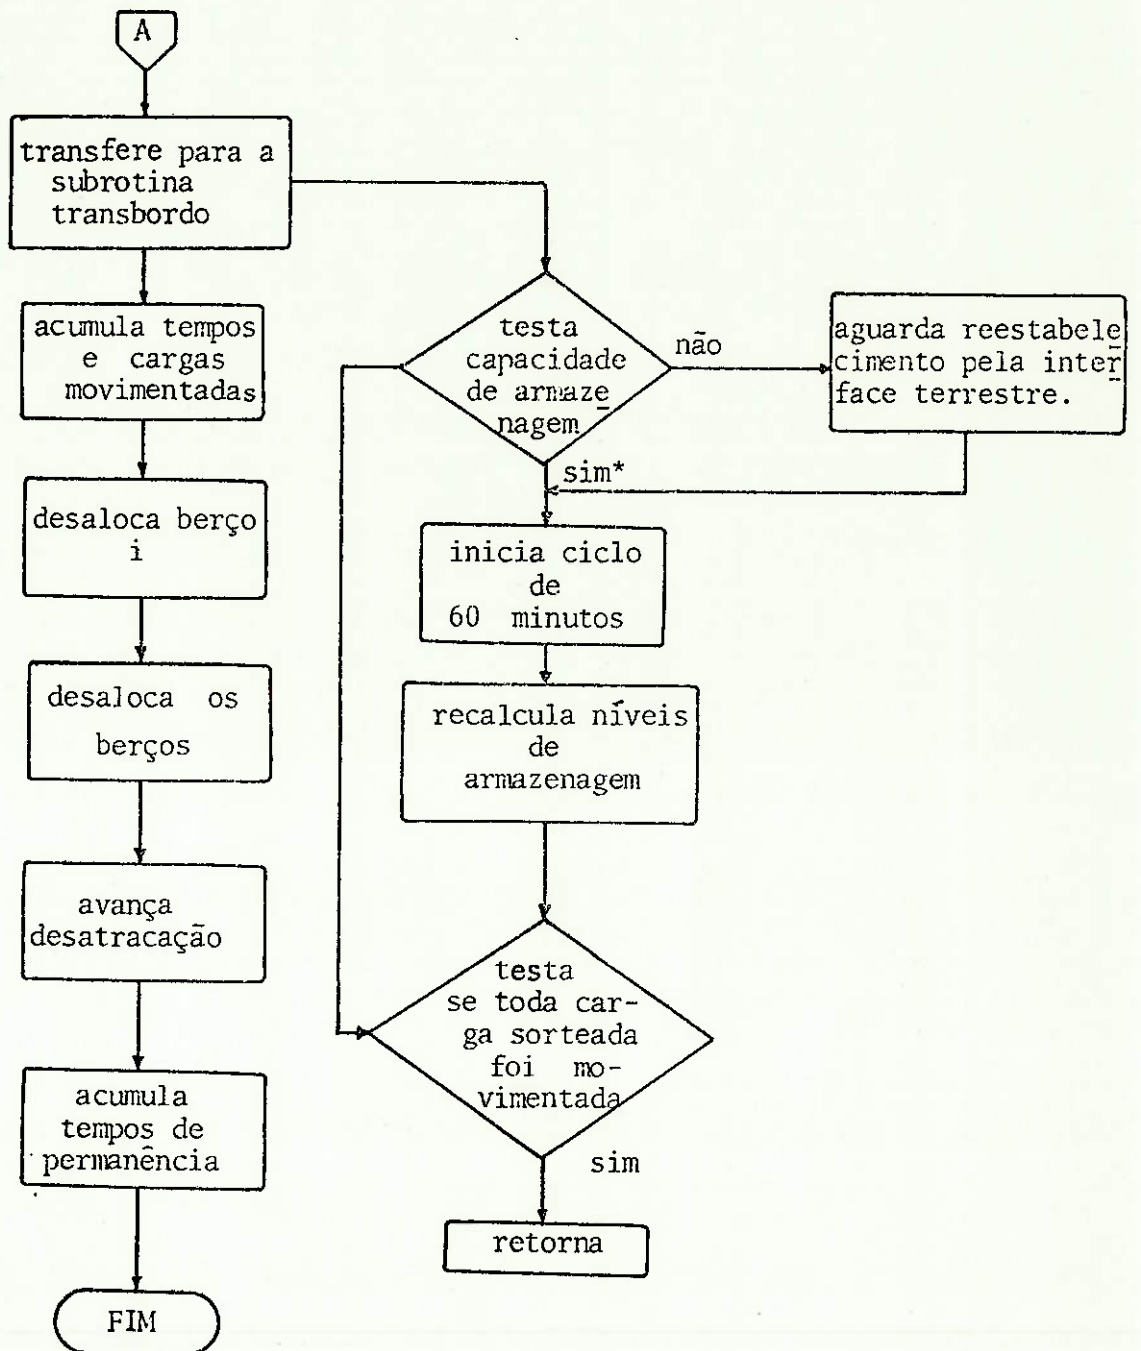 A
transfere para a
subrotina
transbordo
acumula tempos
e cargas
movimentadas
desaloca berço
i
desaloca os
berços
avança
desatracação
acumula
tempos de
permanência
FIM
testa
capacidade
de armaze
nagem
não
aguarda reestabele
cimento pela inter
face terrestre.
sim*
inicia ciclo
de
60 minutos
recalcula níveis
de
armazenagem
testa
se toda car-
ga sorteada
foi mo-
vimentada
sim
retorna